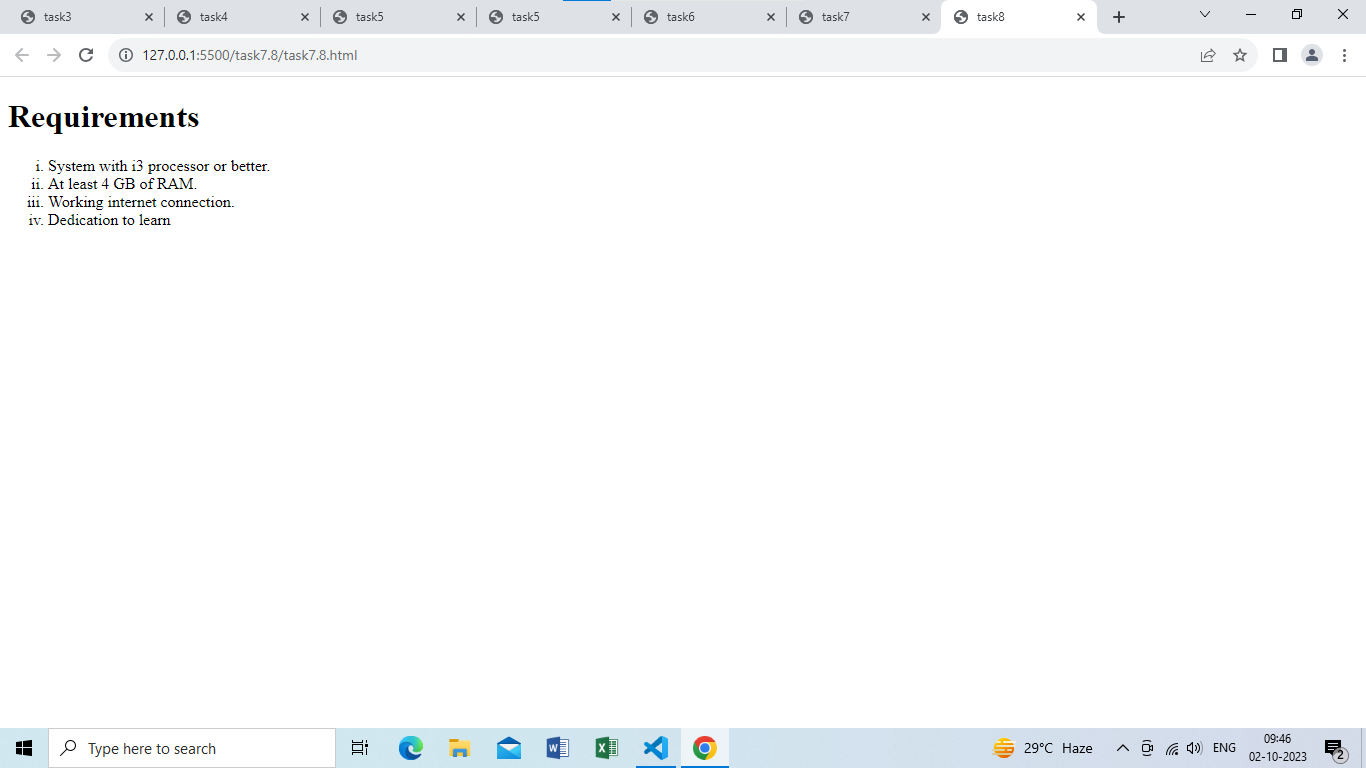 task3 task4 task5 task5 task6 task7 task8
127.0.0.1:5500/task7.8/task7.8.html
Requirements
i. System with i3 processor or better.
ii. At least 4 GB of RAM.
iii. Working internet connection.
iv. Dedication to learn
Type here to search
29°C Haze
ENG
09:46
02-10-2023
2